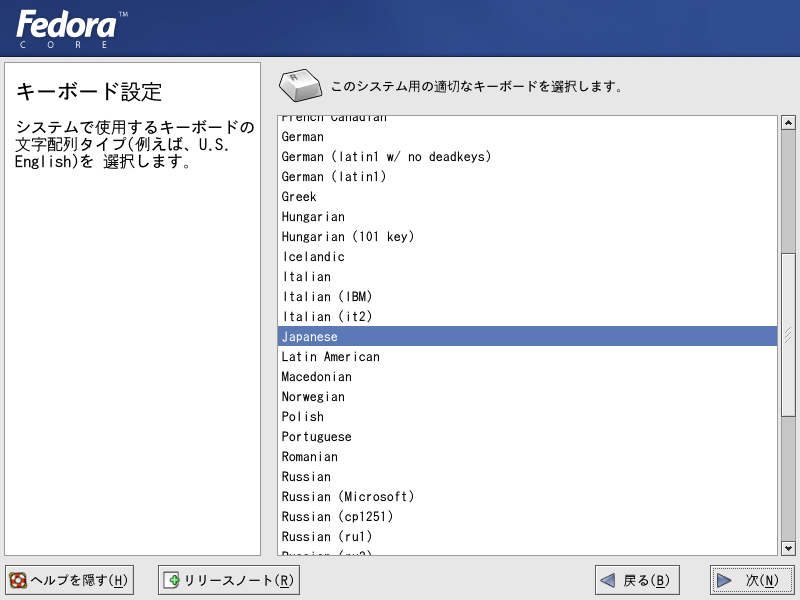 Fedora™
CORE
キーボード設定
システムで使用するキーボードの
文字配列タイプ(例えば、U.S.
English)を 選択します。
このシステム用の適切なキーボードを選択します。
French Canadian
German
German (latin1 w/ no deadkeys)
German (latin1)
Greek
Hungarian
Hungarian (101 key)
Icelandic
Italian
Italian (IBM)
Italian (it2)
Japanese
Latin American
Macedonian
Norwegian
Polish
Portuguese
Romanian
Russian
Russian (Microsoft)
Russian (cp1251)
Russian (ru1)
Russian (ru2)
ヘルプを隠す(H)
リリースノート(R)
戻る(B)
次(N)